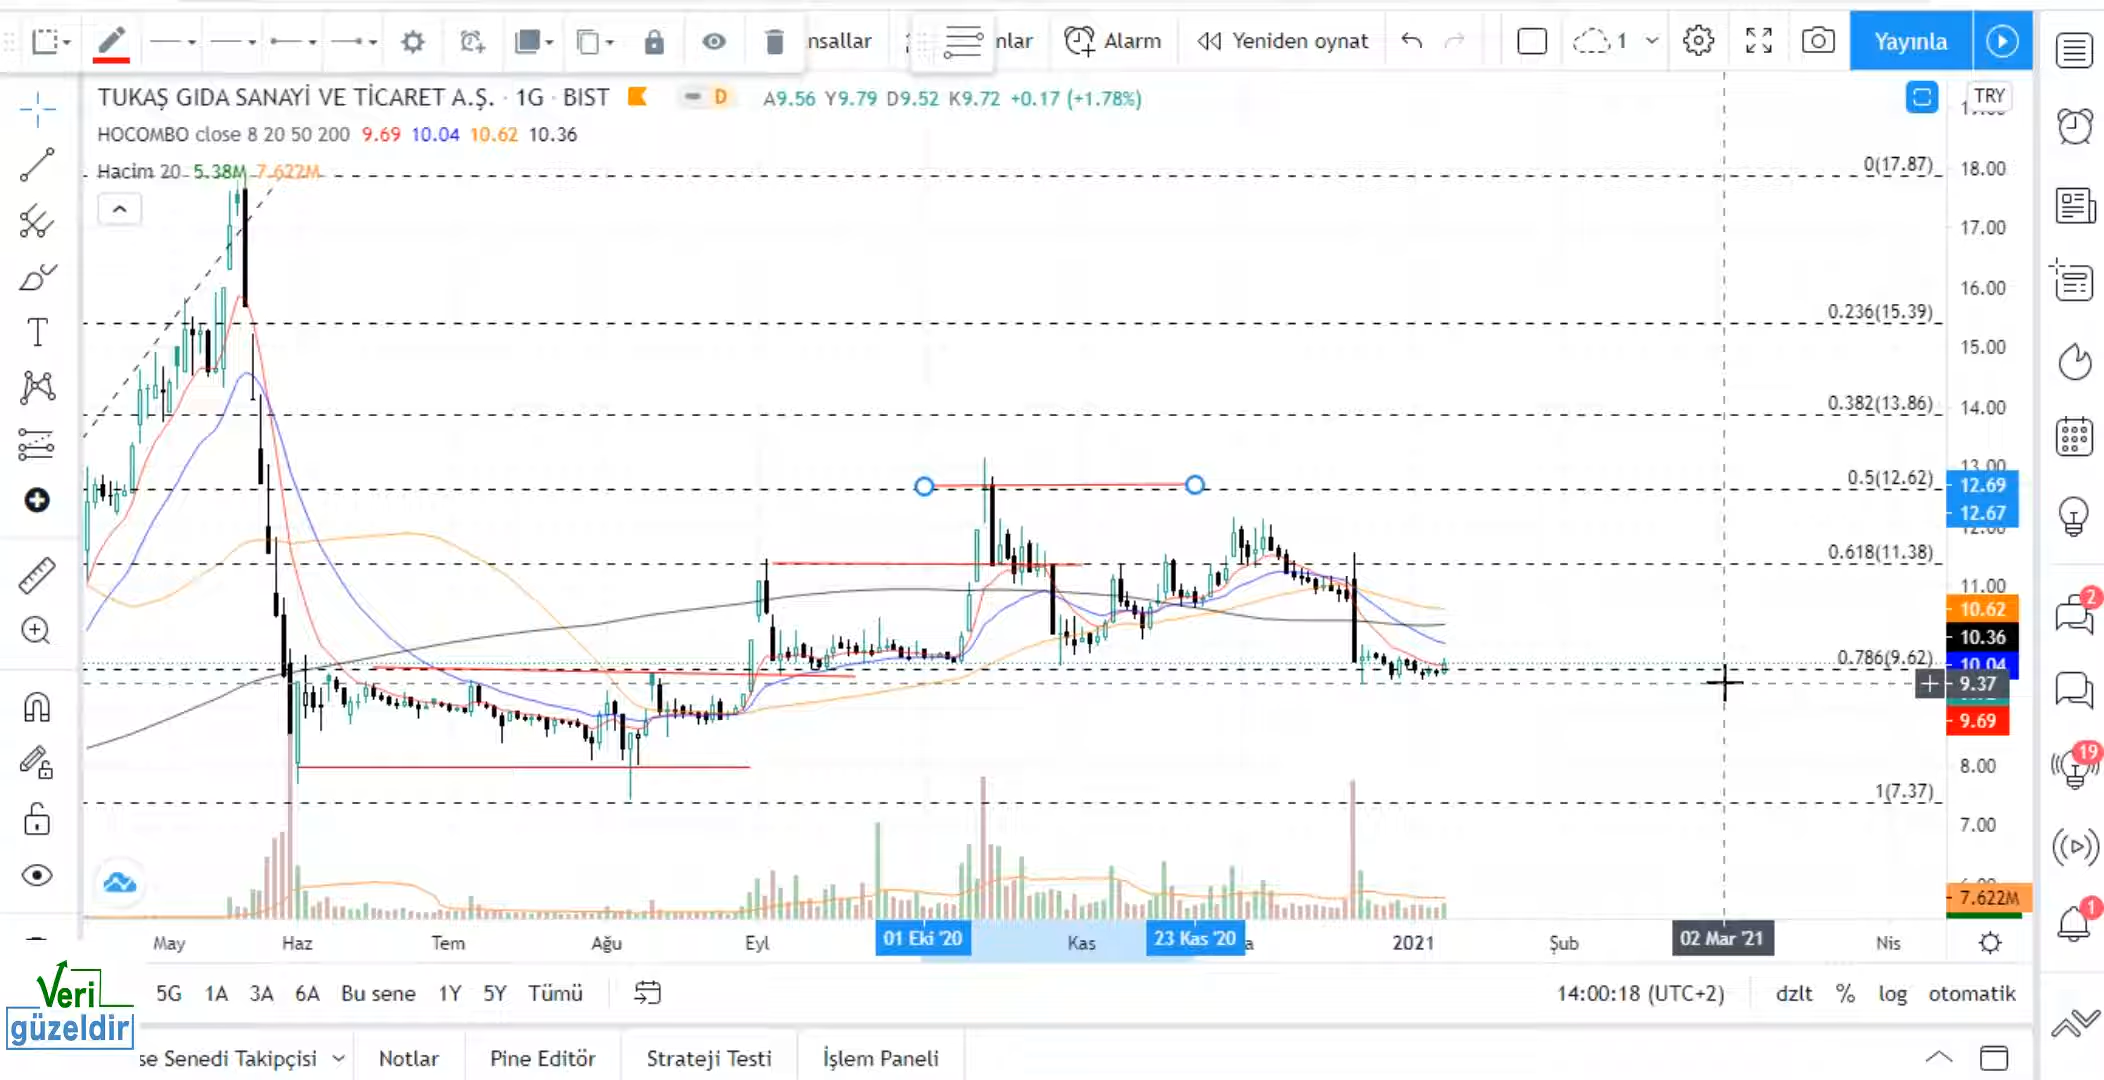 nsallar
nlar
Alarm
Yeniden oynat
1
Yayınla
TUKAŞ GIDA SANAYİ VE TİCARET A.Ş. · 1G · BIST
D
A9.56 Y9.79 D9.52 K9.72 +0.17 (+1.78%)
TRY
HOCOMBO close 8 20 50 200 9.69 10.04 10.62 10.36
Hacim 20 5.38M 7.622M
0(17.87)
18.00
17.00
16.00
0.236(15.39)
15.00
0.382(13.86)
14.00
13.00
0.5(12.62)
12.69
12.67
12.00
0.618(11.38)
11.00
10.62
10.36
0.786(9.62)
10.04
9.37
9.69
8.00
1(7.37)
7.00
7.622M
2
19
1
May
Haz
Tem
Ağu
Eyl
01 Eki '20
Kas
23 Kas '20
a
2021
Şub
02 Mar '21
Nis
5G
1A
3A
6A
Bu sene
1Y
5Y
Tümü
14:00:18 (UTC+2)
dzlt
%
log
otomatik
Veri
güzeldir
se Senedi Takipçisi
Notlar
Pine Editör
Strateji Testi
İşlem Paneli